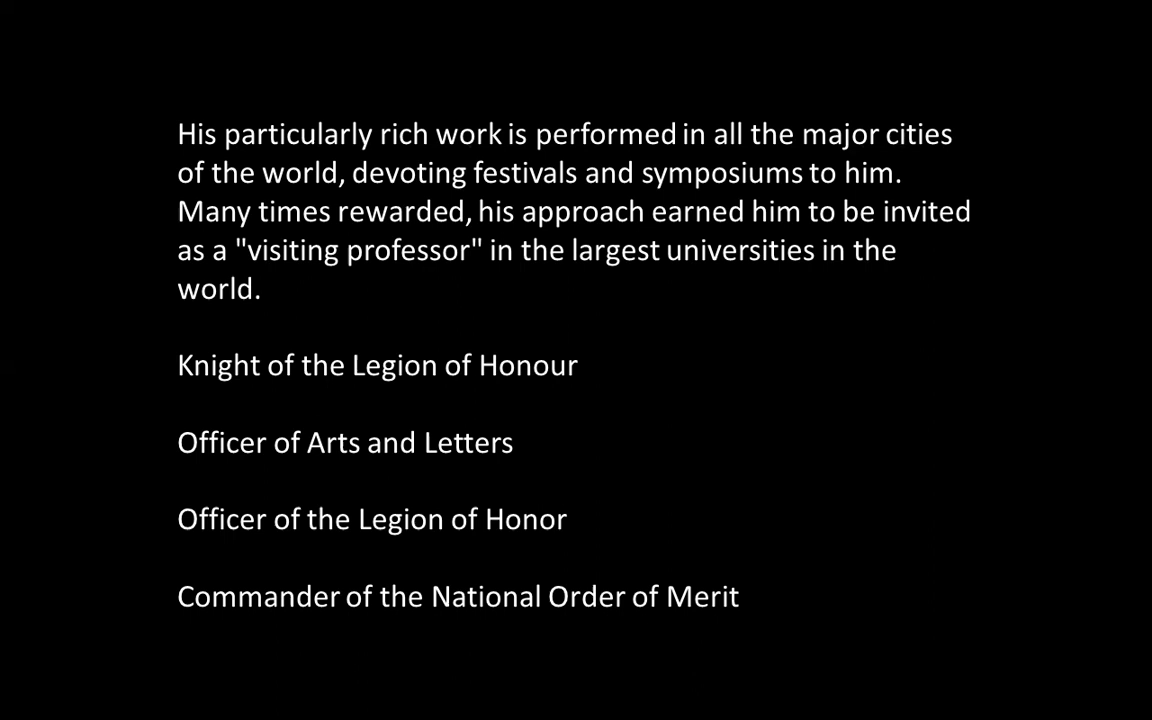 His particularly rich work is performed in all the major cities
of the world, devoting festivals and symposiums to him.
Many times rewarded, his approach earned him to be invited
as a "visiting professor" in the largest universities in the
world.
Knight of the Legion of Honour
Officer of Arts and Letters
Officer of the Legion of Honor
Commander of the National Order of Merit